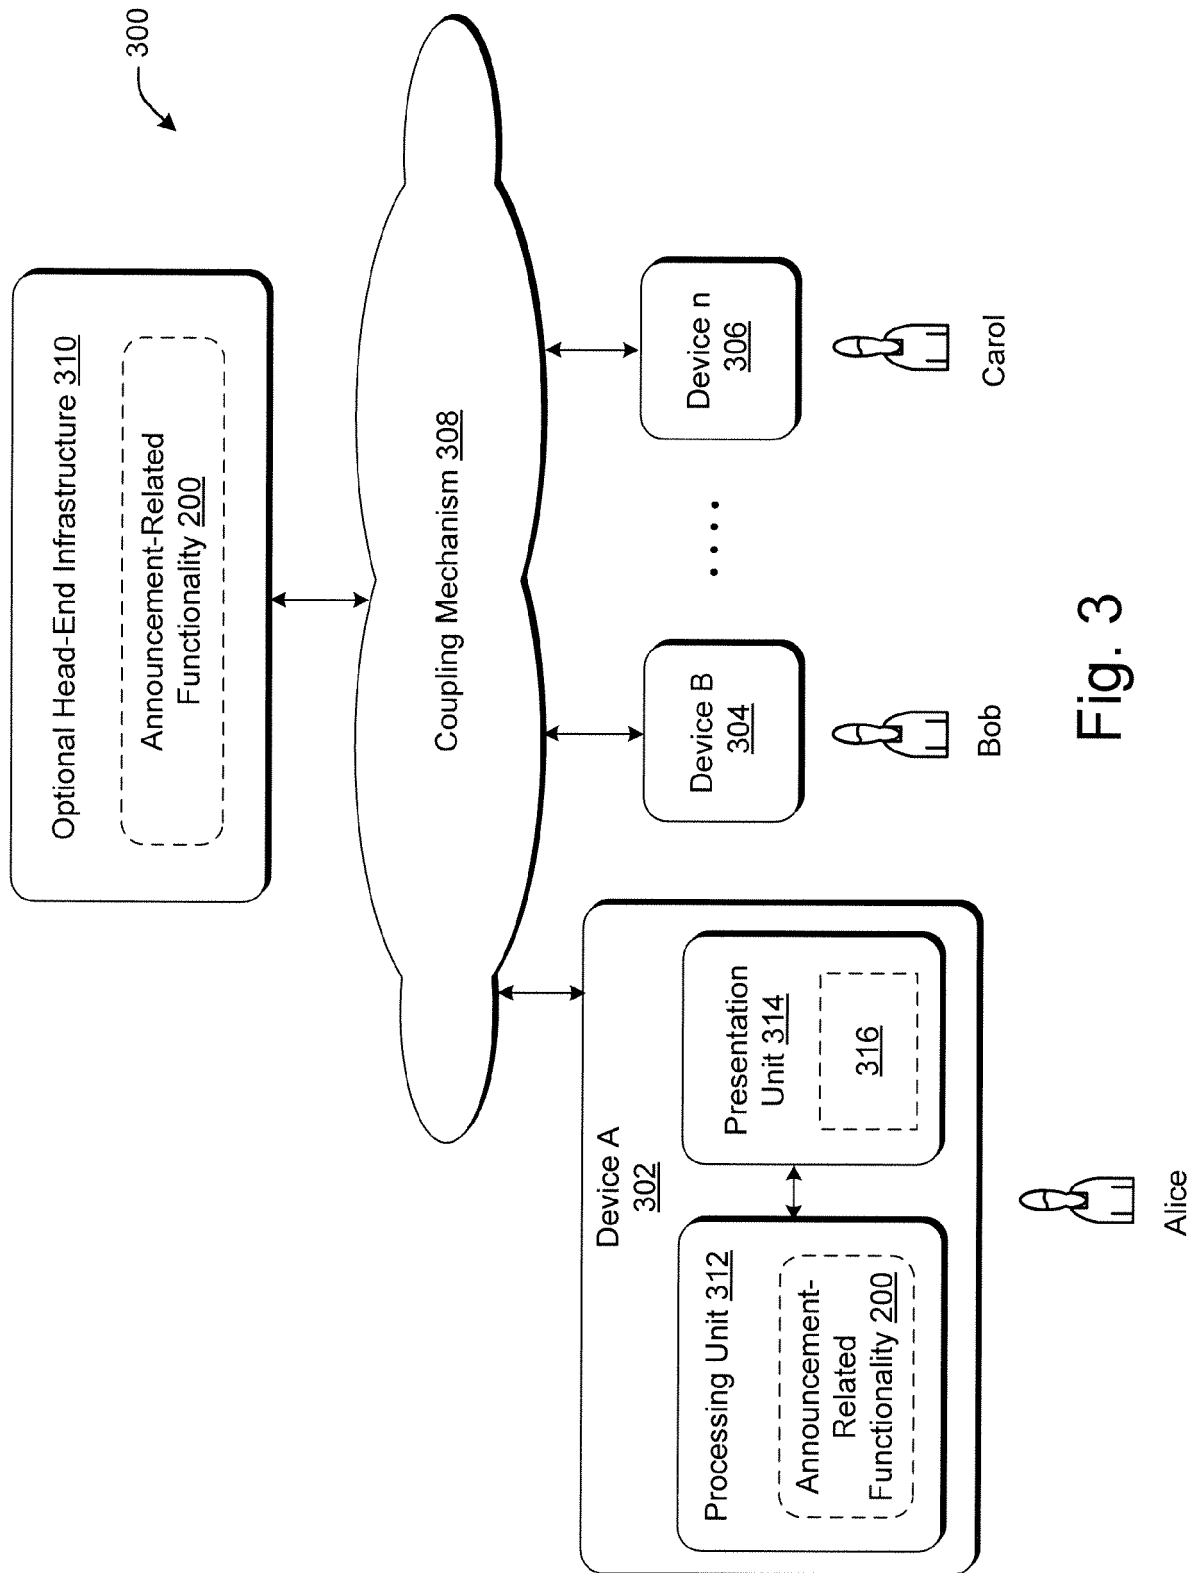 300
Optional Head-End Infrastructure 310
Announcement-Related
Functionality 200
Coupling Mechanism 308
Device A
302
Processing Unit 312
Announcement-
Related
Functionality 200
Presentation
Unit 314
316
Alice
Device B
304
Bob
Device n
306
Carol
Fig. 3